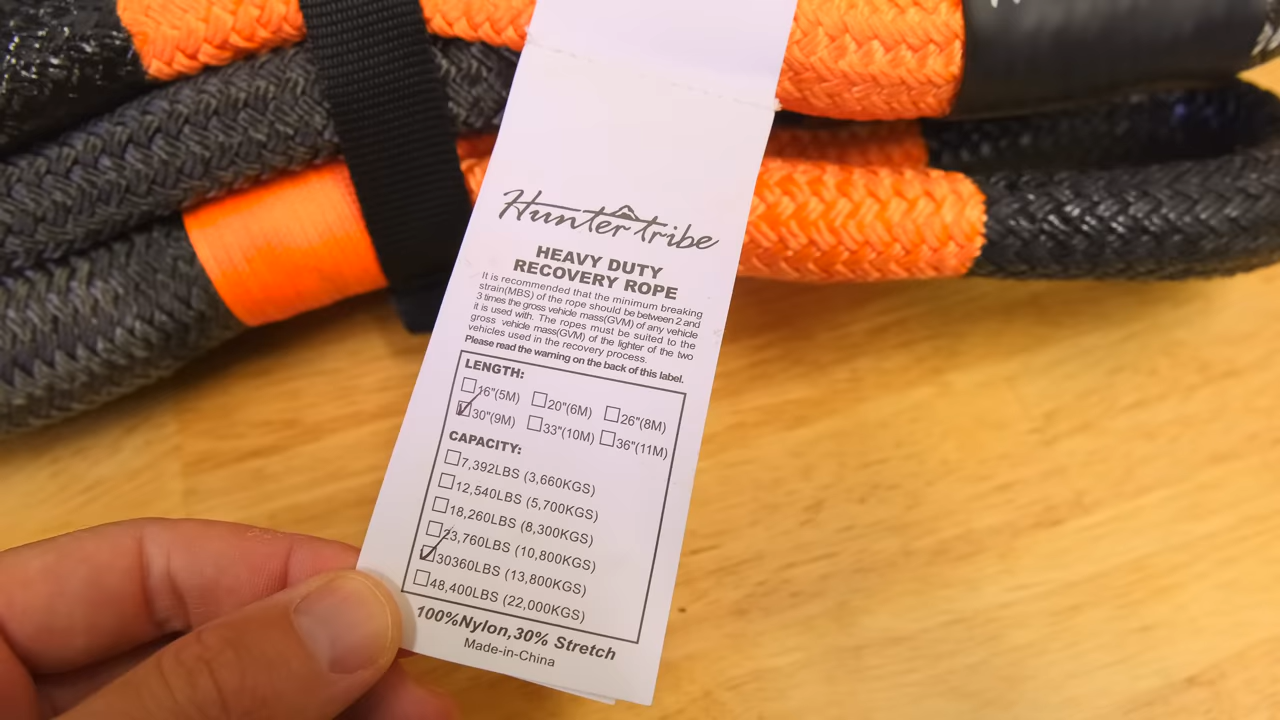 Hunter Tribe
HEAVY DUTY
RECOVERY ROPE
It is recommended that the minimum breaking
strain(MBS) of the rope should be between 2 and
3 times the gross vehicle mass(GVM) of any vehicle
it is used with. The ropes must be suited to the
gross vehicle mass(GVM) of the lighter of the two
vehicles used in the recovery process.
Please read the warning on the back of this label.
LENGTH:
☐16"(5M) ☐20"(6M) ☐26"(8M)
☑30"(9M) ☐33"(10M) ☐36"(11M)
CAPACITY:
☐7,392LBS (3,660KGS)
☐12,540LBS (5,700KGS)
☐18,260LBS (8,300KGS)
☐23,760LBS (10,800KGS)
☑30360LBS (13,800KGS)
☐48,400LBS (22,000KGS)
100%Nylon,30% Stretch
Made-in-China